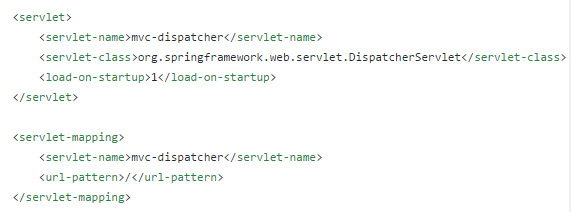 <servlet>
    <servlet-name>mvc-dispatcher</servlet-name>
    <servlet-class>org.springframework.web.servlet.DispatcherServlet</servlet-class>
    <load-on-startup>1</load-on-startup>
</servlet>

<servlet-mapping>
    <servlet-name>mvc-dispatcher</servlet-name>
    <url-pattern>/</url-pattern>
</servlet-mapping>